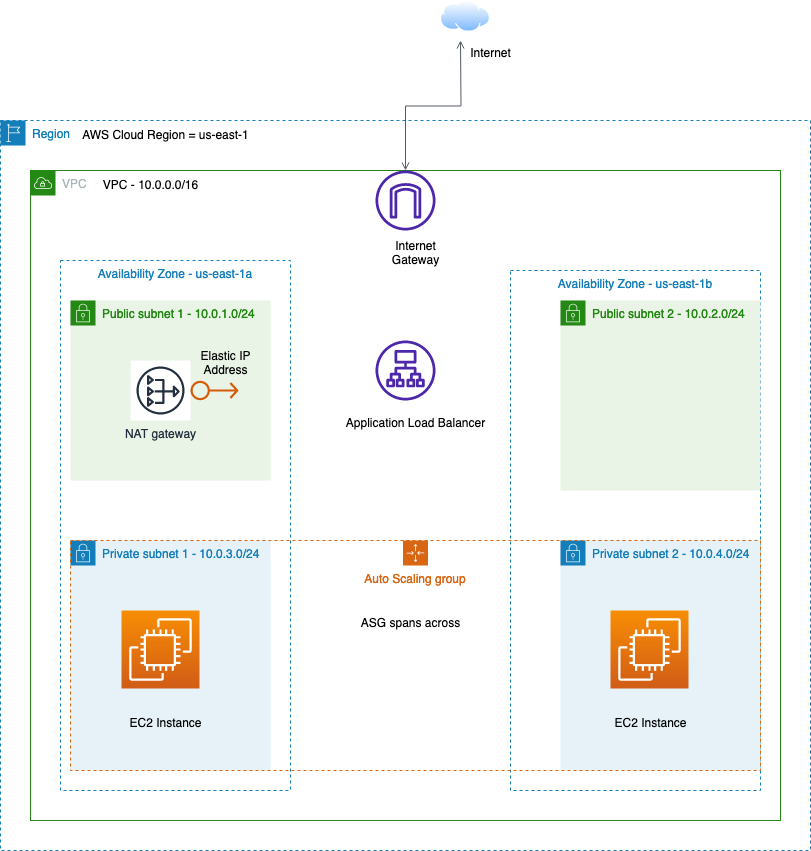 Internet
Region
AWS Cloud Region = us-east-1
VPC
VPC - 10.0.0.0/16
Internet
Gateway
Availability Zone - us-east-1a
Availability Zone - us-east-1b
Public subnet 1 - 10.0.1.0/24
Public subnet 2 - 10.0.2.0/24
Elastic IP
Address
NAT gateway
Application Load Balancer
Private subnet 1 - 10.0.3.0/24
Private subnet 2 - 10.0.4.0/24
Auto Scaling group
ASG spans across
EC2 Instance
EC2 Instance